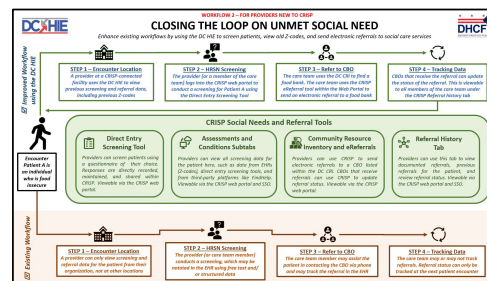 WORKFLOW 2 – FOR PROVIDERS NEW TO CRISP
DC HIE
CLOSING THE LOOP ON UNMET SOCIAL NEED
DHCF
Enhance existing workflows by using the DC HIE to screen patients, view old Z-codes, and send electronic referrals to social care services
Improved Workflow
using the DC HIE
STEP 1 – Encounter Location
A provider at a CRISP-connected
facility uses the DC HIE to view
previous screening and referral data,
including previous Z-codes
STEP 2 – HRSN Screening
The provider (or a member of the care
team) logs into the CRISP web portal to
conduct a screening for Patient A using
the Direct Entry Screening Tool
STEP 3 – Refer to CBO
The care team uses the DC CRI to find a
food bank. The care team uses the CRISP
eReferral tool within the Web Portal to
send an electronic referral to a food bank
STEP 4 – Tracking Data
CBOs that receive the referral can update
the status of the referral. This is viewable
to all members of the care team under
the CRISP Referral History tab
Encounter
Patient A is
an individual
who is food
insecure
CRISP Social Needs and Referral Tools
Direct Entry
Screening Tool
Providers can screen patients using
a questionnaire of their choice.
Responses are directly recorded,
maintained, and shared within
CRISP. Viewable via the CRISP web
portal.
Assessments and
Conditions Subtabs
Providers can view all screening data for
the patient here, such as data from EHRs
(Z-codes), direct entry screening tools, and
from third-party platforms like FindHelp.
Viewable via the CRISP web portal and SSO.
Community Resource
Inventory and eReferrals
Providers can use CRISP to send
electronic referrals to a CBO listed
within the DC CRI. CBOs that receive
referrals can use CRISP to update
referral status. Viewable via the CRISP
web portal.
Referral History
Tab
Providers can use this tab to view
documented referrals, previous
referrals for the patient, and
review referral status. Viewable via
the CRISP web portal and SSO.
Existing Workflow
STEP 1 – Encounter Location
A provider can only view screening and
referral data for the patient from their
organization, not at other locations
STEP 2 – HRSN Screening
The provider (or care team member)
conducts a screening, which may be
notated in the EHR using free text and/
or structured data
STEP 3 – Refer to CBO
The care team member may assist the
patient in contacting the CBO via phone
and may track the referral in the EHR
STEP 4 – Tracking Data
The care team may or may not track
referrals. Referral status can only be
tracked at the next patient encounter